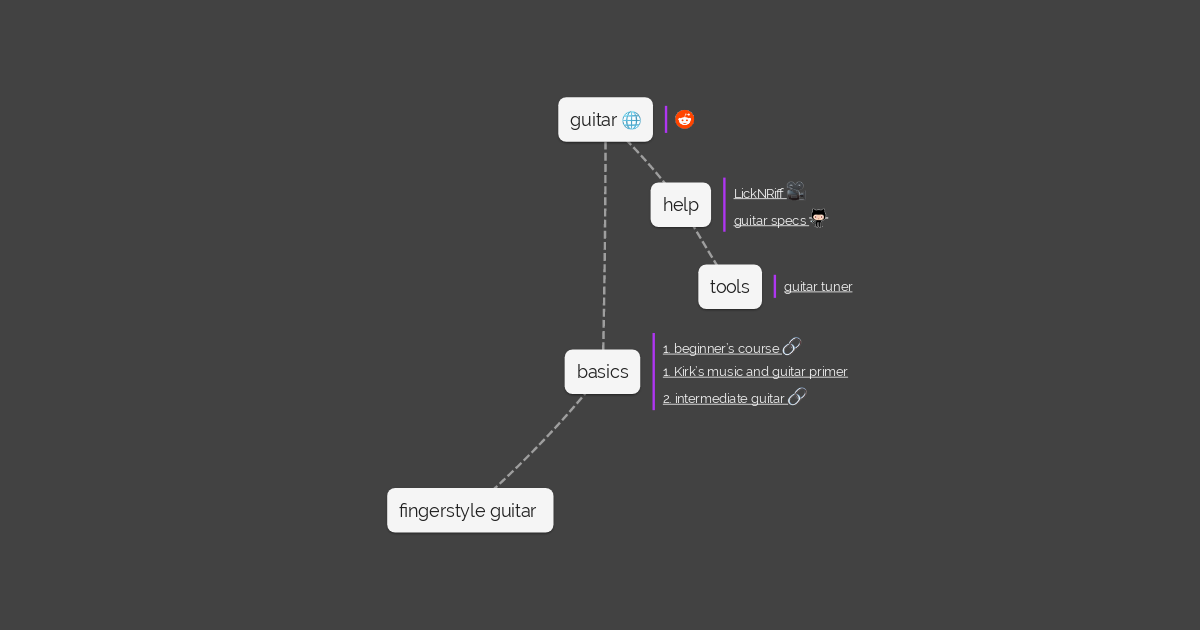 guitar
help
LickNRiff
guitar specs
tools
guitar tuner
basics
1. beginner's course
1. Kirk's music and guitar primer
2. intermediate guitar
fingerstyle guitar